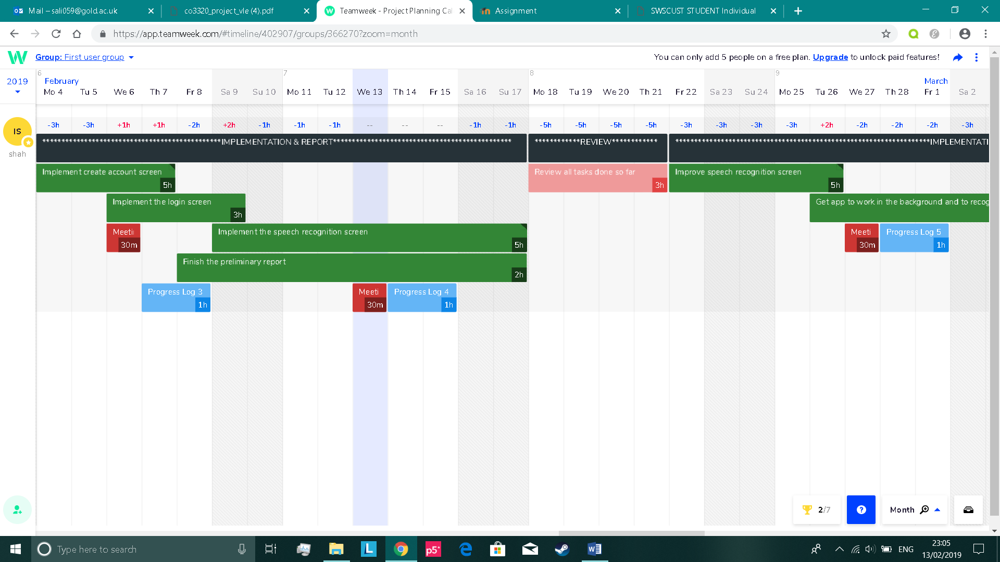 Mail – sali059@gold.ac.uk
co3320_project_vle (4).pdf
Teamweek - Project Planning Cal
Assignment
SWSCUST STUDENT Individual
https://app.teamweek.com/#timeline/402907/groups/366270?zoom=month
Group: First user group
You can only add 5 people on a free plan. Upgrade to unlock paid features!
6 7 8 9
2019 February March
Mo 4 Tu 5 We 6 Th 7 Fr 8 Sa 9 Su 10 Mo 11 Tu 12 We 13 Th 14 Fr 15 Sa 16 Su 17 Mo 18 Tu 19 We 20 Th 21 Fr 22 Sa 23 Su 24 Mo 25 Tu 26 We 27 Th 28 Fr 1 Sa 2
IS
shah
-3h -3h +1h +1h -2h +2h -1h -1h -1h -- -- -- -1h -1h -5h -5h -5h -5h -3h -3h -3h -3h +2h -2h -2h -2h -3h
***********************************************IMPLEMENTATION & REPORT***********************************************
************REVIEW************
********************************************************************IMPLEMENTATI
Implement create account screen
5h
Review all tasks done so far
3h
Improve speech recognition screen
5h
Implement the login screen
3h
Get app to work in the background and to recog
Meetii
30m
Implement the speech recognition screen
5h
Meeti
30m
Progress Log 5
1h
Finish the preliminary report
2h
Progress Log 3
1h
Meeti
30m
Progress Log 4
1h
2/7
?
Month
Type here to search
L
p5*
ENG
23:05
13/02/2019